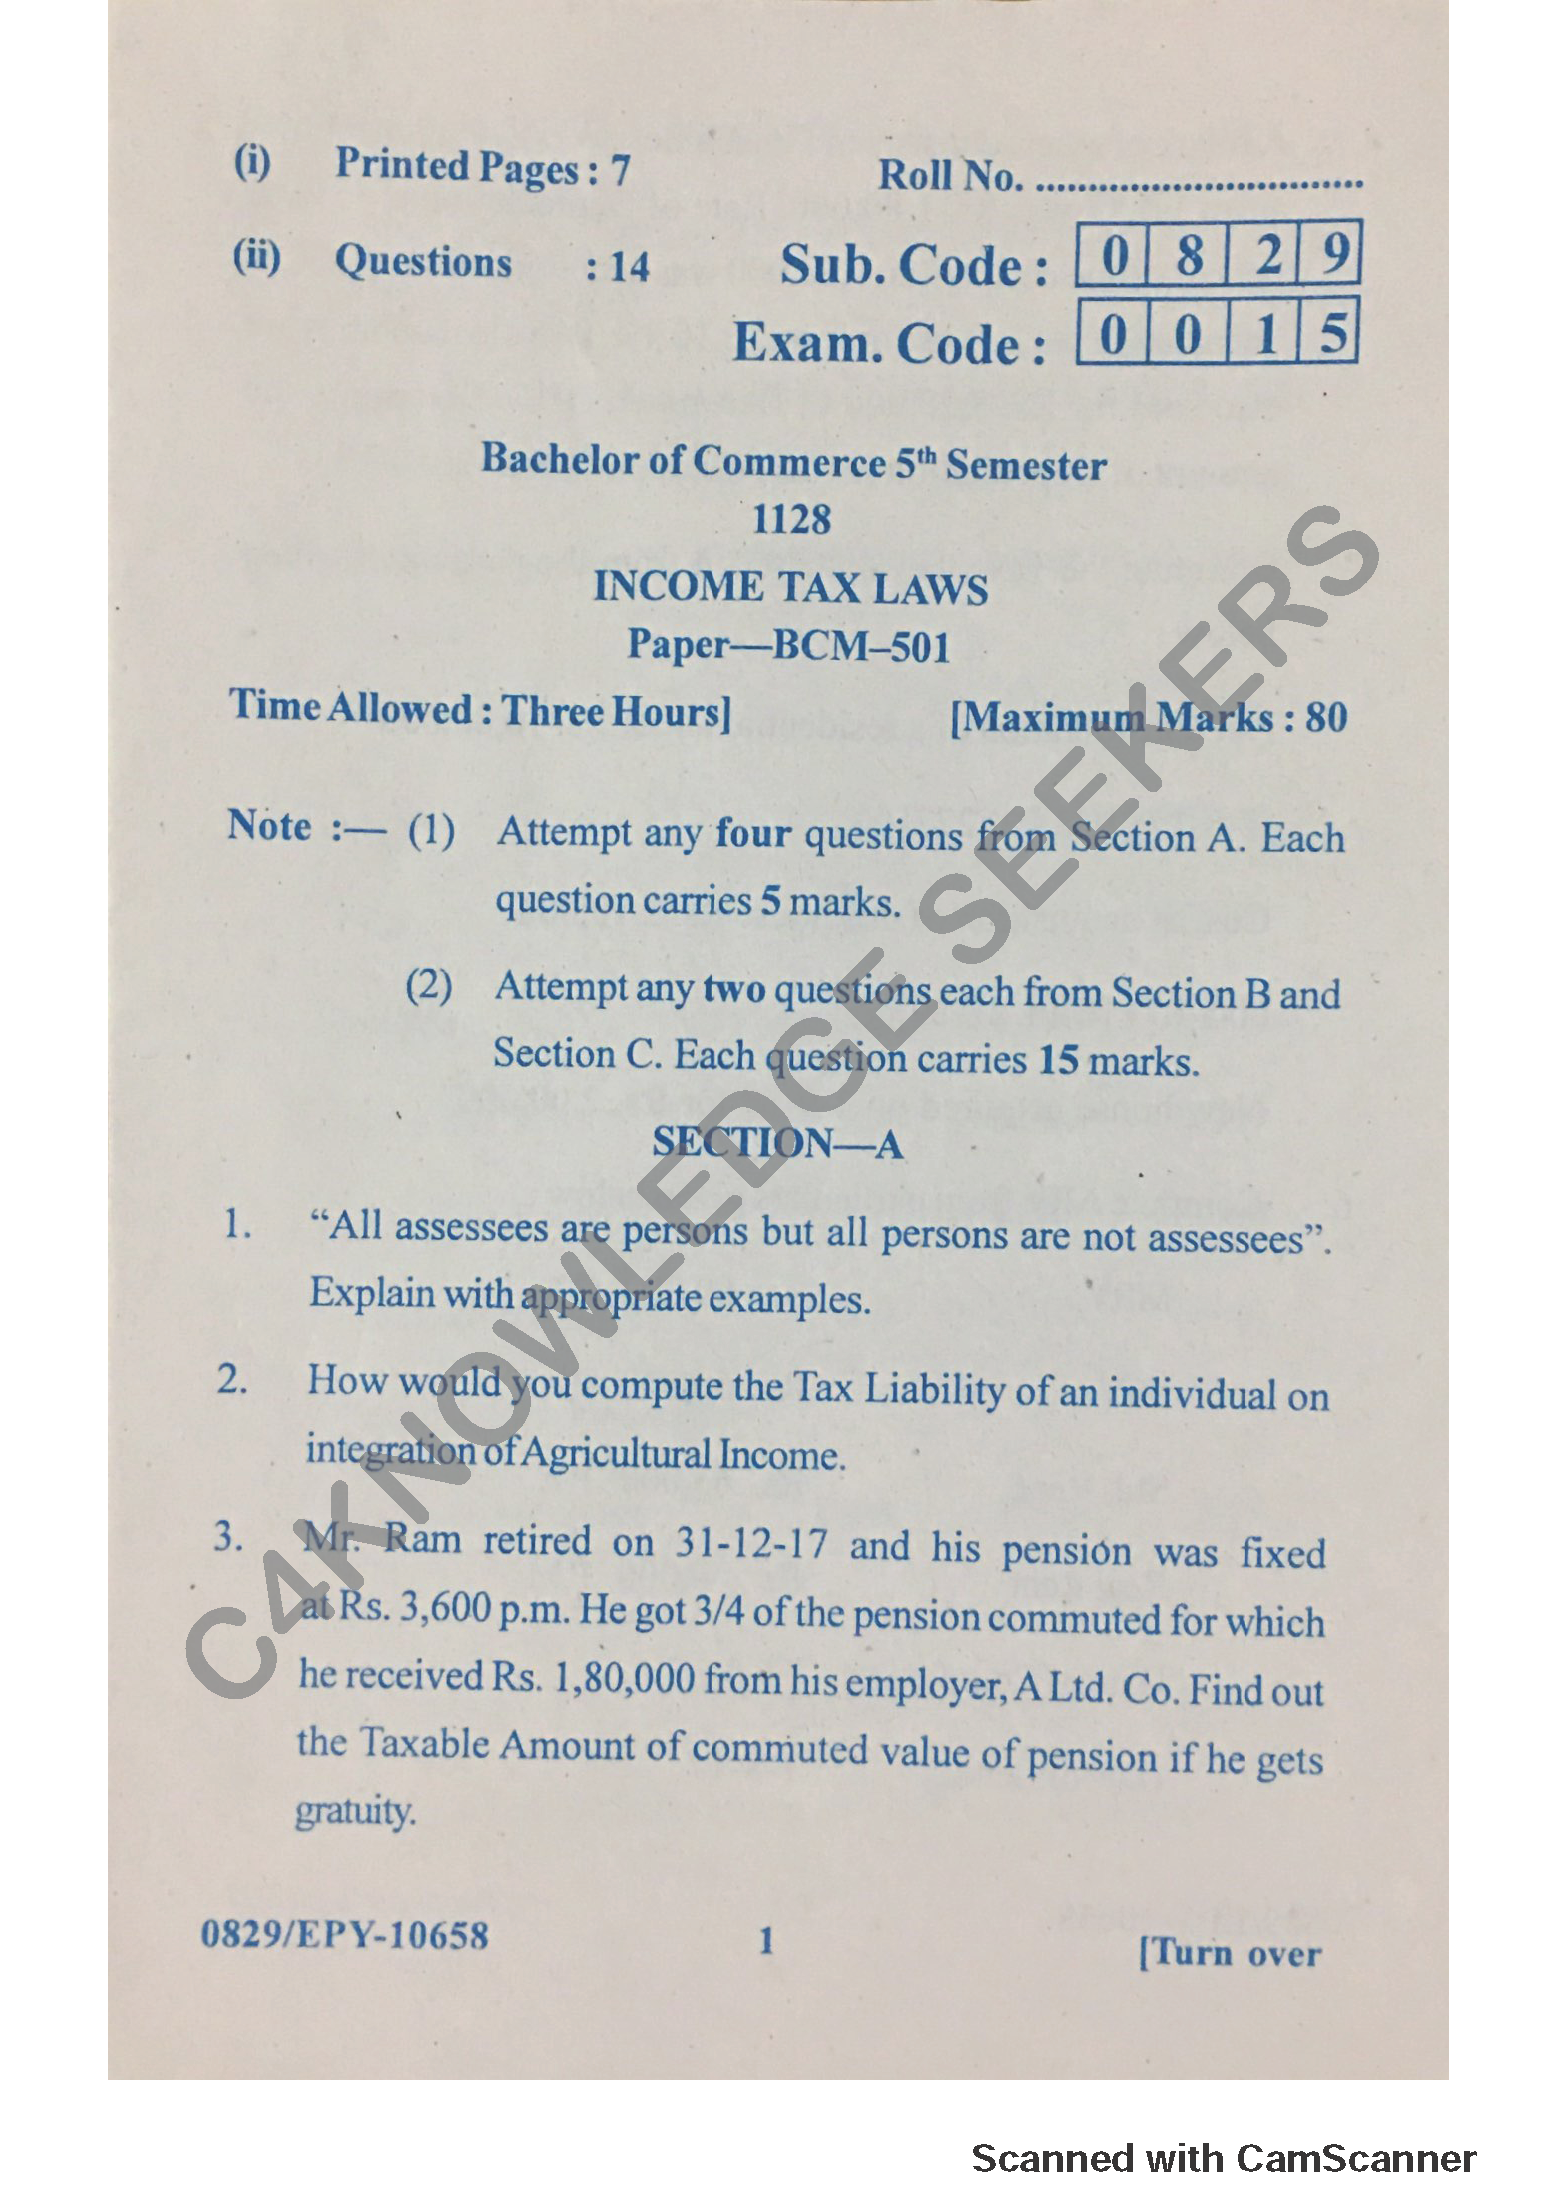 (i) Printed Pages : 7 Roll No. ................................
(ii) Questions : 14 Sub. Code : 0 8 2 9
Exam. Code : 0 0 1 5
Bachelor of Commerce 5th Semester
1128
INCOME TAX LAWS
Paper—BCM–501
Time Allowed : Three Hours] [Maximum Marks : 80
Note :— (1) Attempt any four questions from Section A. Each
question carries 5 marks.
(2) Attempt any two questions each from Section B and
Section C. Each question carries 15 marks.
SECTION—A
1. “All assessees are persons but all persons are not assessees”.
Explain with appropriate examples.
2. How would you compute the Tax Liability of an individual on
integration of Agricultural Income.
3. Mr. Ram retired on 31-12-17 and his pension was fixed
at Rs. 3,600 p.m. He got 3/4 of the pension commuted for which
he received Rs. 1,80,000 from his employer, A Ltd. Co. Find out
the Taxable Amount of commuted value of pension if he gets
gratuity.
0829/EPY-10658 1 [Turn over
C4KNOWLEDGE SEEKERS
Scanned with CamScanner